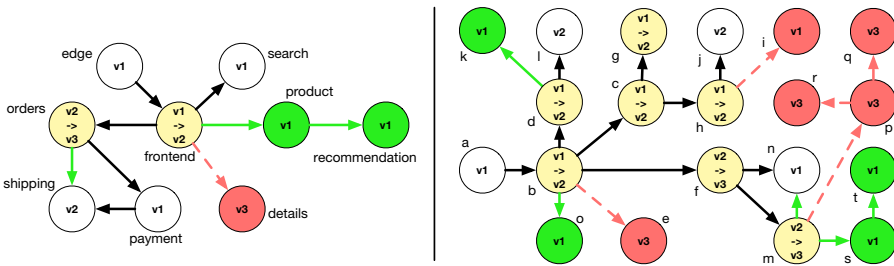 edge
v1
search
v1
orders
v2
->
v3
v1
->
v2
frontend
product
v1
v1
recommendation
shipping
v2
v1
payment
v3
details
v1
k
v2
l
v1
->
v2
g
v2
j
v1
i
v3
q
v1
->
v2
d
v1
->
v2
c
v1
->
v2
h
v3
r
v3
p
a
v1
v1
->
v2
b
v2
->
v3
f
v1
n
v1
t
v1
o
v3
e
v2
->
v3
m
v1
s